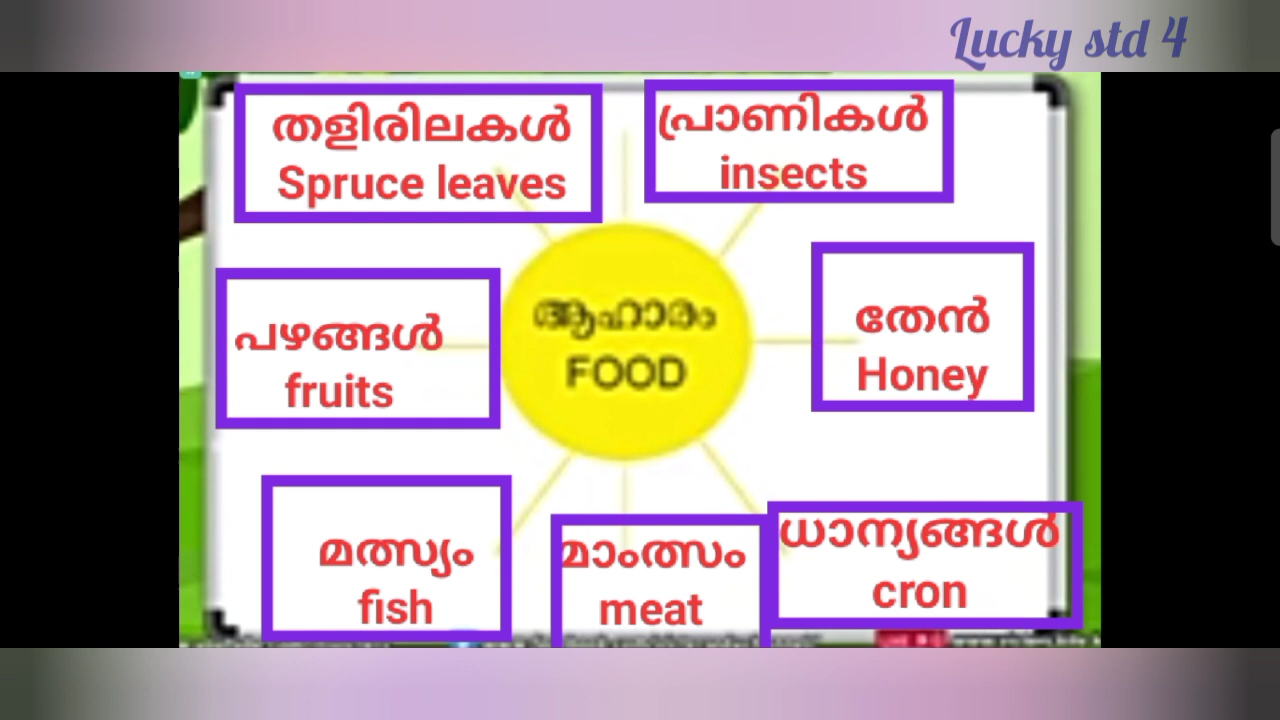 Lucky std 4
തളിരിലകൾ
Spruce leaves
പ്രാണികൾ
insects
പഴങ്ങൾ
fruits
ആഹാരം
FOOD
തേൻ
Honey
മത്സ്യം
fish
മാംത്സം
meat
ധാന്യങ്ങൾ
cron